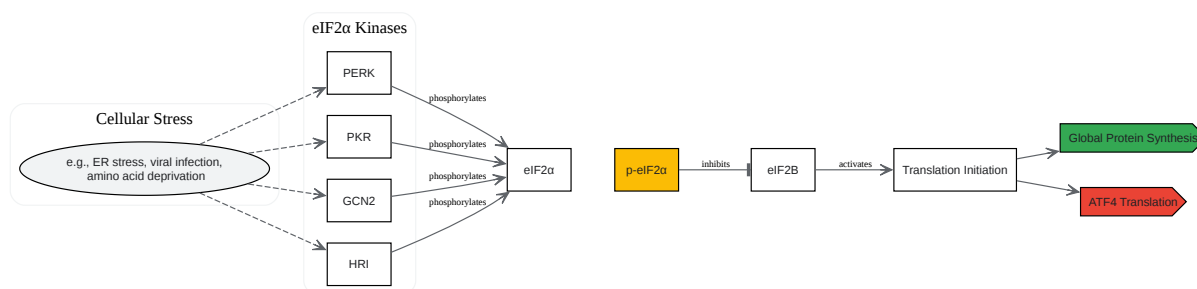 eIF2α Kinases
Cellular Stress
e.g., ER stress, viral infection,
amino acid deprivation
PERK
PKR
GCN2
HRI
phosphorylates
phosphorylates
phosphorylates
phosphorylates
eIF2α
p-eIF2α
inhibits
eIF2B
activates
Translation Initiation
Global Protein Synthesis
ATF4 Translation